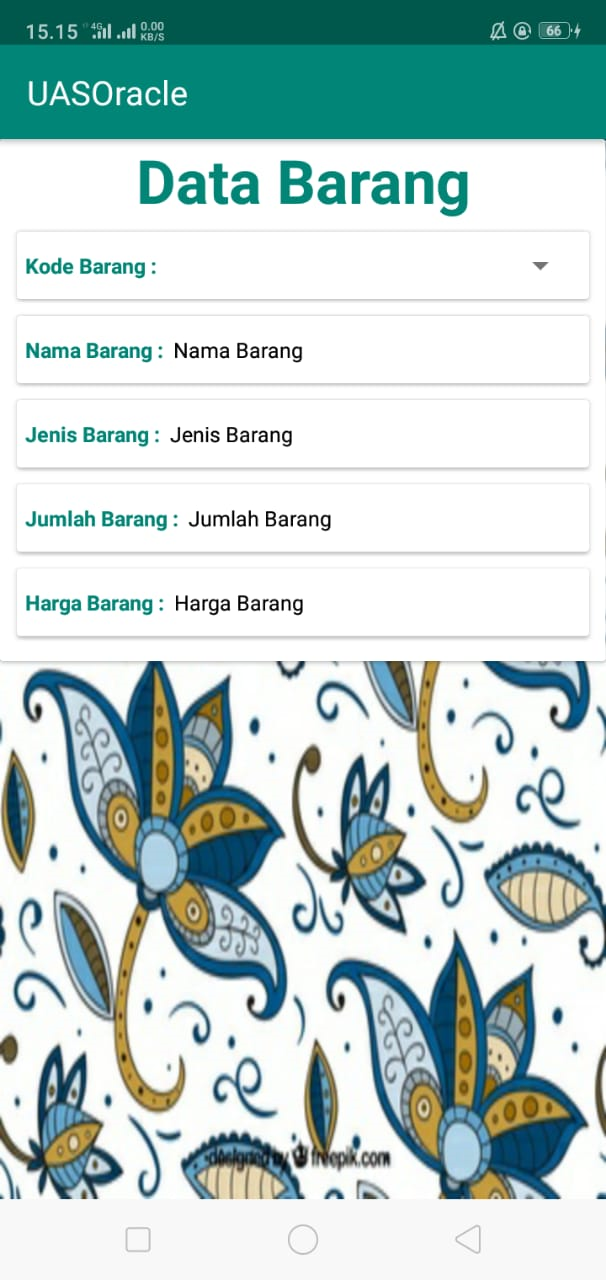 15.15 4G 0.00 KB/S 66
UASOracle
Data Barang
Kode Barang :
Nama Barang : Nama Barang
Jenis Barang : Jenis Barang
Jumlah Barang : Jumlah Barang
Harga Barang : Harga Barang
designed by freepik.com